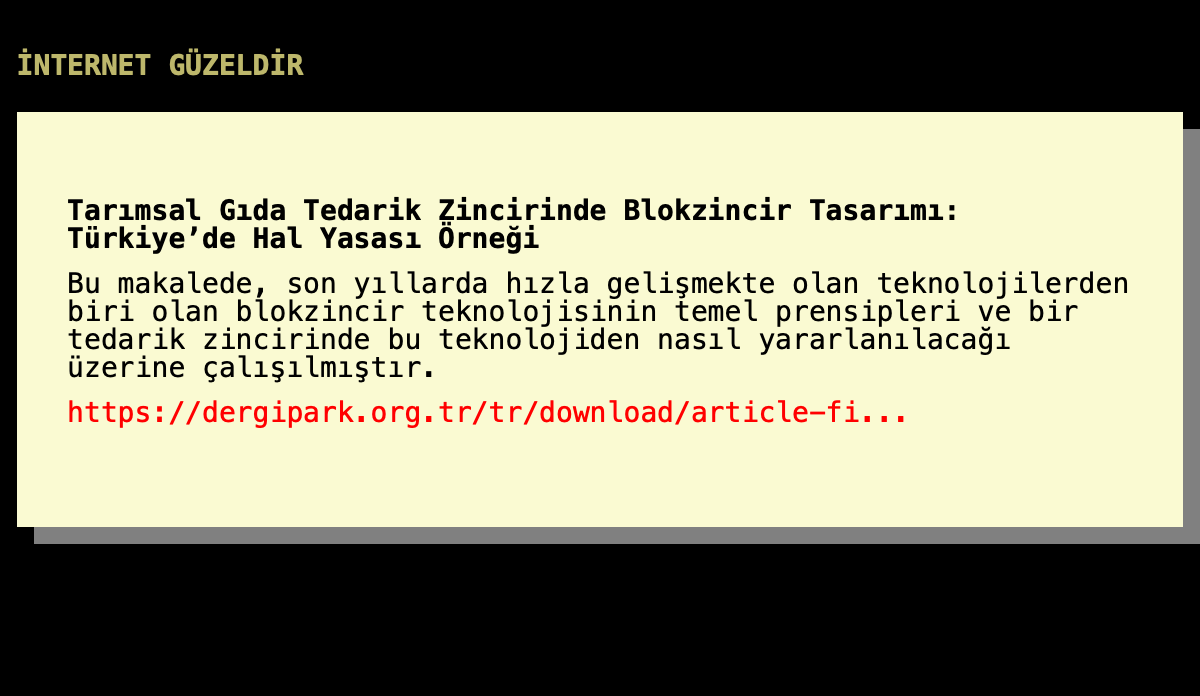 İNTERNET GÜZELDİR
Tarımsal Gıda Tedarik Zincirinde Blokzincir Tasarımı:
Türkiye’de Hal Yasası Örneği
Bu makalede, son yıllarda hızla gelişmekte olan teknolojilerden
biri olan blokzincir teknolojisinin temel prensipleri ve bir
tedarik zincirinde bu teknolojiden nasıl yararlanılacağı
üzerine çalışılmıştır.
https://dergipark.org.tr/tr/download/article-fi...